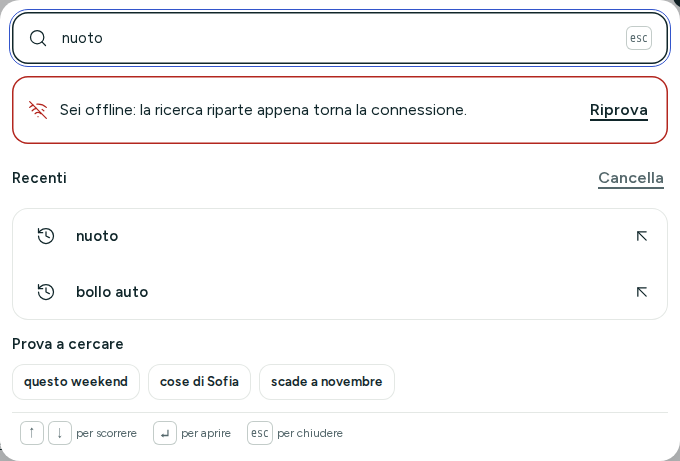 nuoto esc
Sei offline: la ricerca riparte appena torna la connessione. Riprova
Recenti Cancella
nuoto
bollo auto
Prova a cercare
questo weekend cose di Sofia scade a novembre
↑ ↓ per scorrere ↵ per aprire esc per chiudere